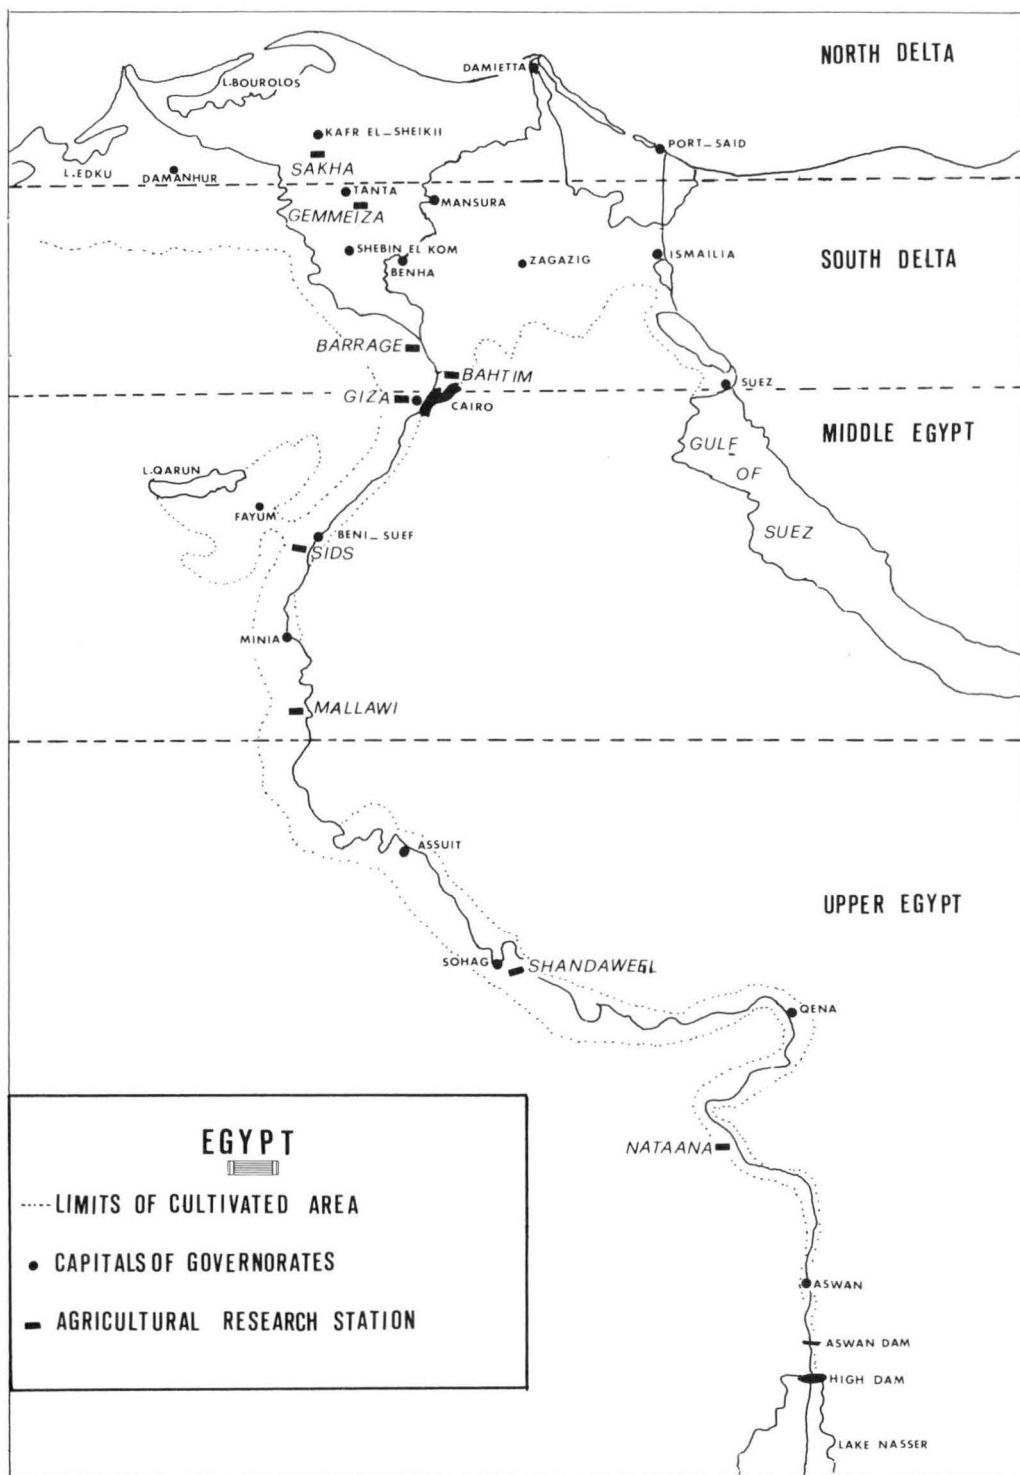 NORTH DELTA
DAMIETTA
L.BOUROLOS
KAFR EL_SHEIKII
PORT_SAID
SAKHA
L.EDKU
DAMANHUR
TANTA
MANSURA
GEMMEIZA
SHEBIN EL KOM
ZAGAZIG
ISMAILIA
SOUTH DELTA
BENHA
BARRAGE
BAHTIM
SUEZ
GIZA
CAIRO
MIDDLE EGYPT
GULF
OF
SUEZ
L.QARUN
FAYUM
BENI_SUEF
SIDS
MINIA
MALLAWI
ASSUIT
UPPER EGYPT
SOHAG
SHANDAWEEL
QENA
NATAANA
ASWAN
ASWAN DAM
HIGH DAM
LAKE NASSER
EGYPT
LIMITS OF CULTIVATED AREA
CAPITALS OF GOVERNORATES
AGRICULTURAL RESEARCH STATION